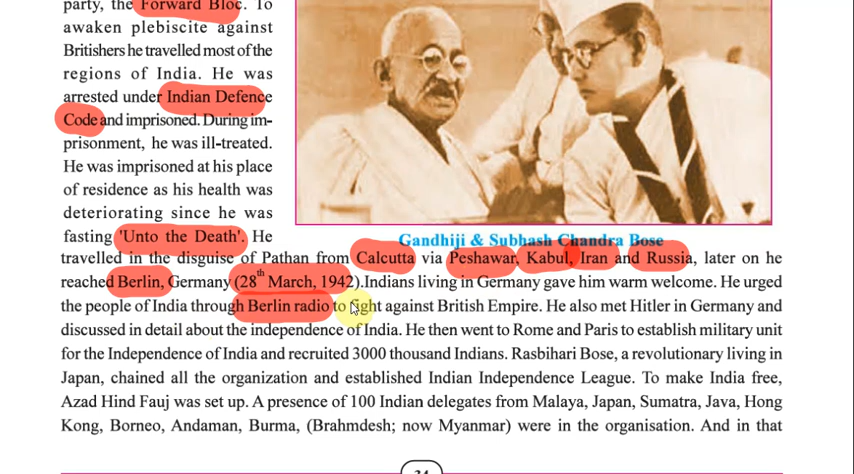 party, the Forward Bloc. To
awaken plebiscite against
Britishers he travelled most of the
regions of India. He was
arrested under Indian Defence
Code and imprisoned. During im-
prisonment, he was ill-treated.
He was imprisoned at his place
of residence as his health was
deteriorating since he was
fasting 'Unto the Death'. He
Gandhiji & Subhash Chandra Bose
travelled in the disguise of Pathan from Calcutta via Peshawar, Kabul, Iran and Russia, later on he
reached Berlin, Germany (28th March, 1942).Indians living in Germany gave him warm welcome. He urged
the people of India through Berlin radio to fight against British Empire. He also met Hitler in Germany and
discussed in detail about the independence of India. He then went to Rome and Paris to establish military unit
for the Independence of India and recruited 3000 thousand Indians. Rasbihari Bose, a revolutionary living in
Japan, chained all the organization and established Indian Independence League. To make India free,
Azad Hind Fauj was set up. A presence of 100 Indian delegates from Malaya, Japan, Sumatra, Java, Hong
Kong, Borneo, Andaman, Burma, (Brahmdesh; now Myanmar) were in the organisation. And in that